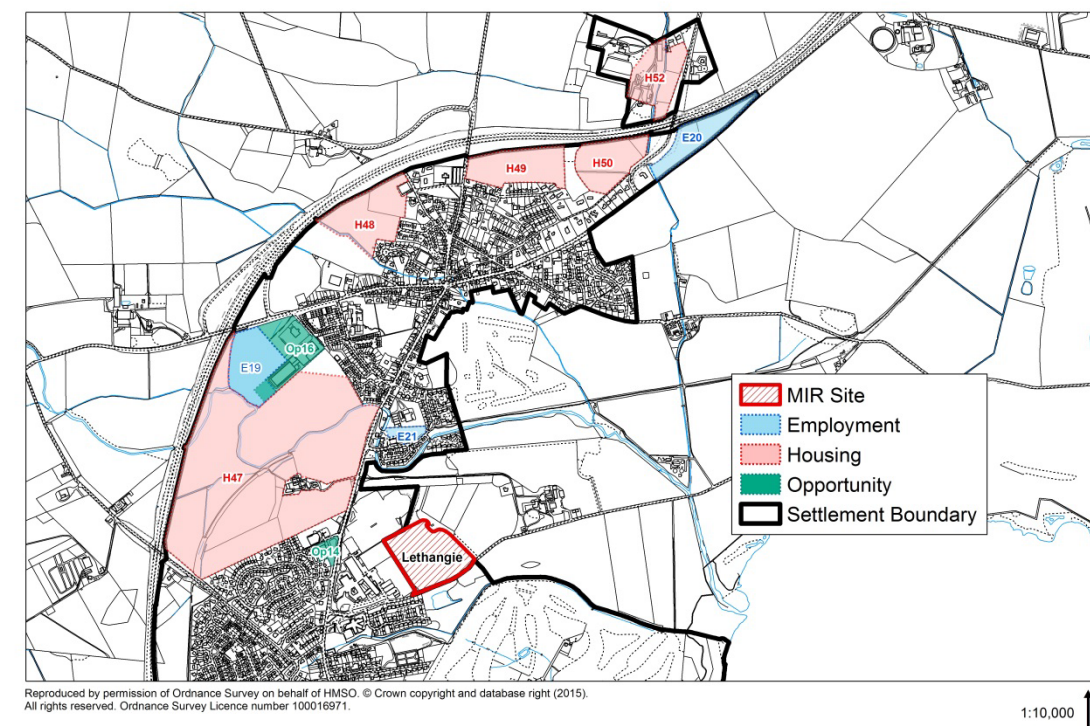 H52
E20
H49
H50
H48
Op16
E19
E21
H47
Op14
Lethangie
MIR Site
Employment
Housing
Opportunity
Settlement Boundary
Reproduced by permission of Ordnance Survey on behalf of HMSO. © Crown copyright and database right (2015).
All rights reserved. Ordnance Survey Licence number 100016971.
1:10,000